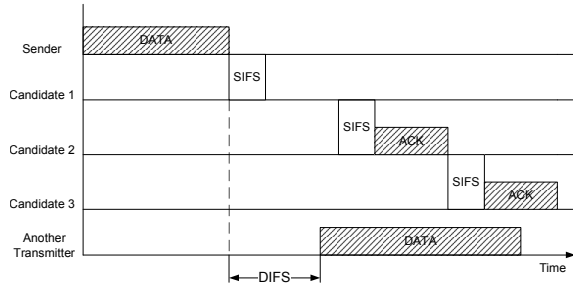 Sender
DATA
SIFS
Candidate 1
SIFS
ACK
Candidate 2
SIFS
ACK
Candidate 3
Another
Transmitter
DATA
Time
DIFS